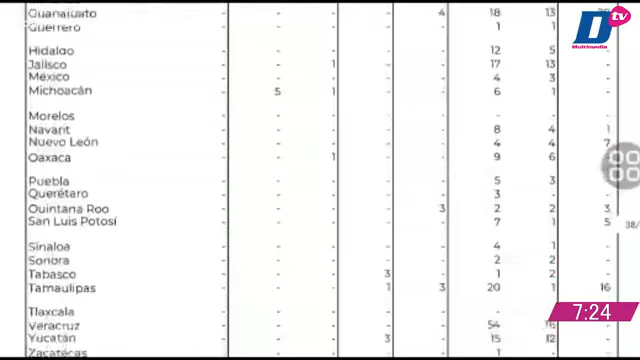 Guanajuato - - - 4 18 13
Guerrero - - - - 1 1
Hidalgo - - - - 12 5
Jalisco - - 1 - - 17 13
México - - - - - 4 3
Michoacán - 5 1 - - 6 1
Morelos - - - - - - -
Nayarit - - - - - 8 4 1
Nuevo León - - - - - 4 4 7
Oaxaca - - 1 - - 9 6
Puebla - - - - - 5 3
Querétaro - - - - - 3 -
Quintana Roo - - - - 3 2 2 3
San Luis Potosí - - - - - 7 1 5
Sinaloa - - - - - 4 1
Sonora - - - - - 2 2 -
Tabasco - - - 3 - 1 2 -
Tamaulipas - - - 1 3 20 1 16
Tlaxcala - - - - - - -
Veracruz - - - - - 54 16
Yucatán - - - 3 - 15 12
Zacatecas - - - - - 1 - -
D tv
Multimedia
38/
7:24